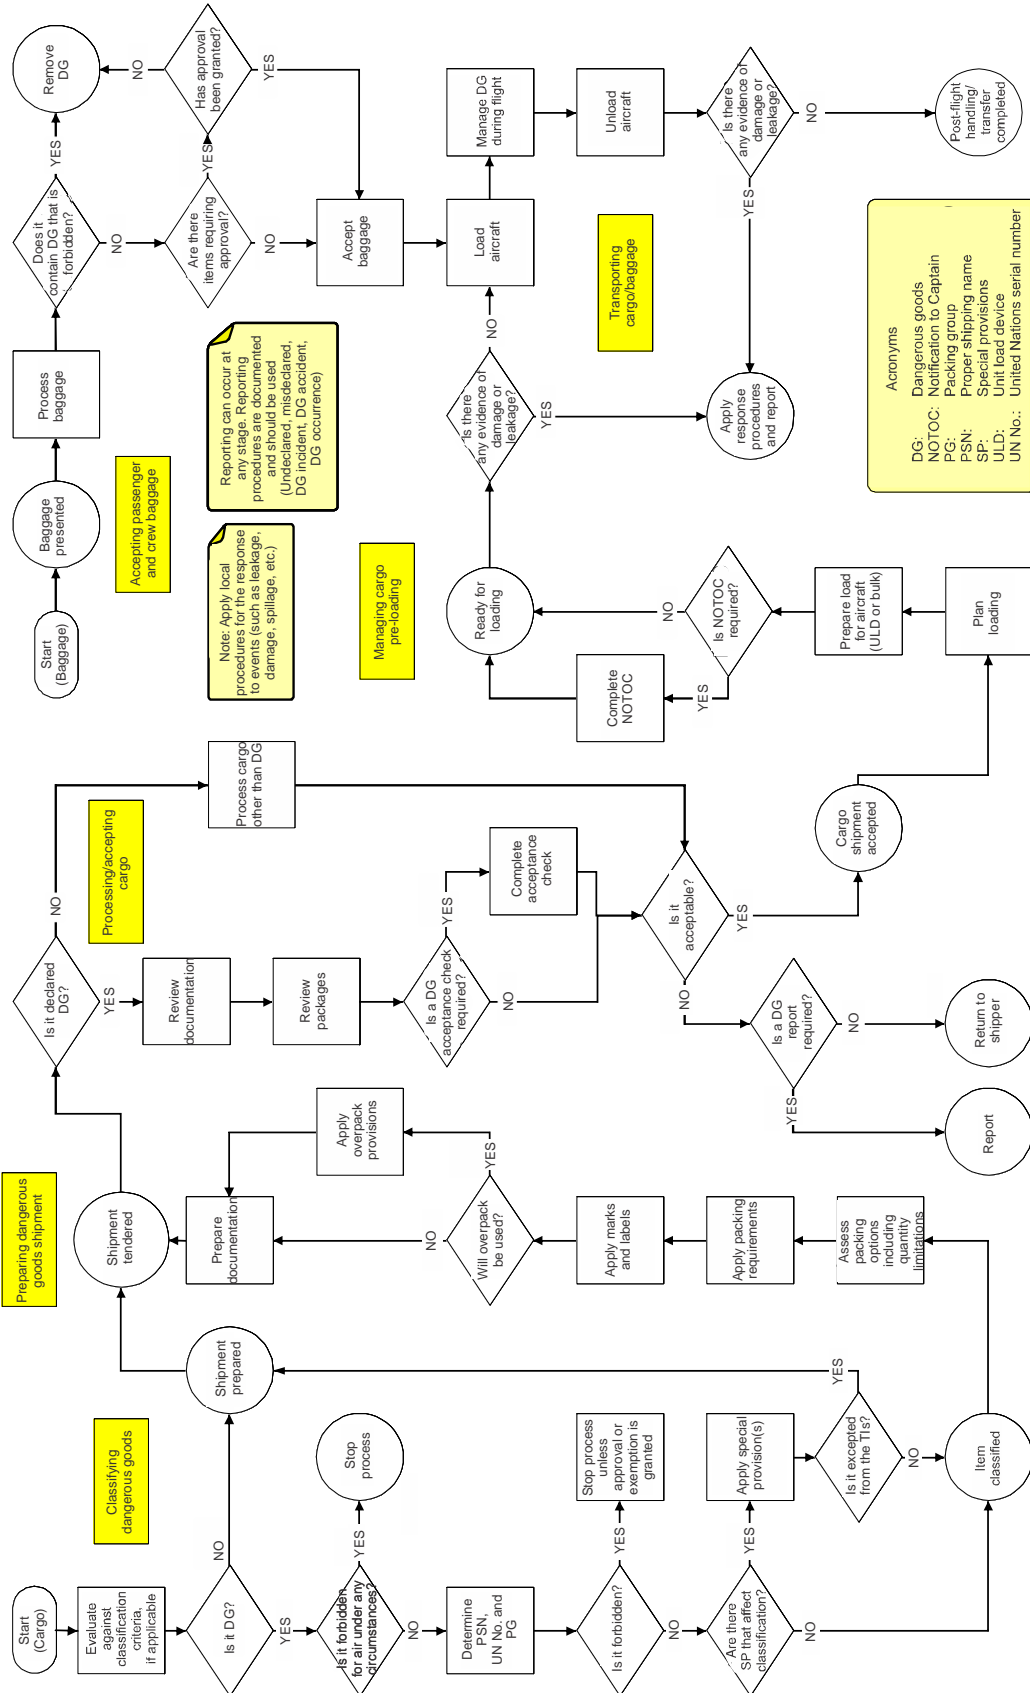 Start
(Cargo)
Evaluate
against
classification
criteria,
if applicable
Is it DG?
NO
YES
Classifying
dangerous goods
Is it forbidden
for air under any
circumstances?
YES
Stop
process
NO
Determine
PSN,
UN No. and
PG
Is it forbidden?
YES
Stop process
unless
approval or
exemption is
granted
NO
Are there
SP that affect
classification?
YES
Apply special
provision(s)
NO
Is it excepted
from the TIs?
YES
NO
Item
classified
Shipment
prepared
Preparing dangerous
goods shipment
Shipment
tendered
Prepare
documentation
Apply
overpack
provisions
NO
YES
Will overpack
be used?
Apply marks
and labels
Apply packing
requirements
Assess
packing
options
including
quantity
limitations
Is it declared
DG?
NO
YES
Processing/accepting
cargo
Review
documentation
Review
packages
Is a DG
acceptance check
required?
YES
NO
Complete
acceptance
check
Process cargo
other than DG
Is it
acceptable?
NO
YES
Is a DG
report
required?
YES
NO
Report
Return to
shipper
Cargo
shipment
accepted
Start
(Baggage)
Baggage
presented
Process
baggage
Does it
contain DG that is
forbidden?
YES
Remove
DG
NO
Accepting passenger
and crew baggage
Are there
items requiring
approval?
YES
Has approval
been granted?
NO
YES
NO
Accept
baggage
Note: Apply local
procedures for the response
to events (such as leakage,
damage, spillage, etc.)
Reporting can occur at
any stage. Reporting
procedures are documented
and should be used
(Undeclared, misdeclared,
DG incident, DG accident,
DG occurrence)
Managing cargo
pre-loading
Plan
loading
Prepare load
for aircraft
(ULD or bulk)
Is NOTOC
required?
YES
NO
Complete
NOTOC
Ready for
loading
Is there
any evidence of
damage or
leakage?
NO
YES
Load
aircraft
Manage DG
during flight
Transporting
cargo/baggage
Unload
aircraft
Is there
any evidence of
damage or
leakage?
YES
NO
Apply
response
procedures
and report
Post-flight
handling/
transfer
completed
Acronyms
DG: Dangerous goods
NOTOC: Notification to Captain
PG: Packing group
PSN: Proper shipping name
SP: Special provisions
ULD: Unit load device
UN No.: United Nations serial number